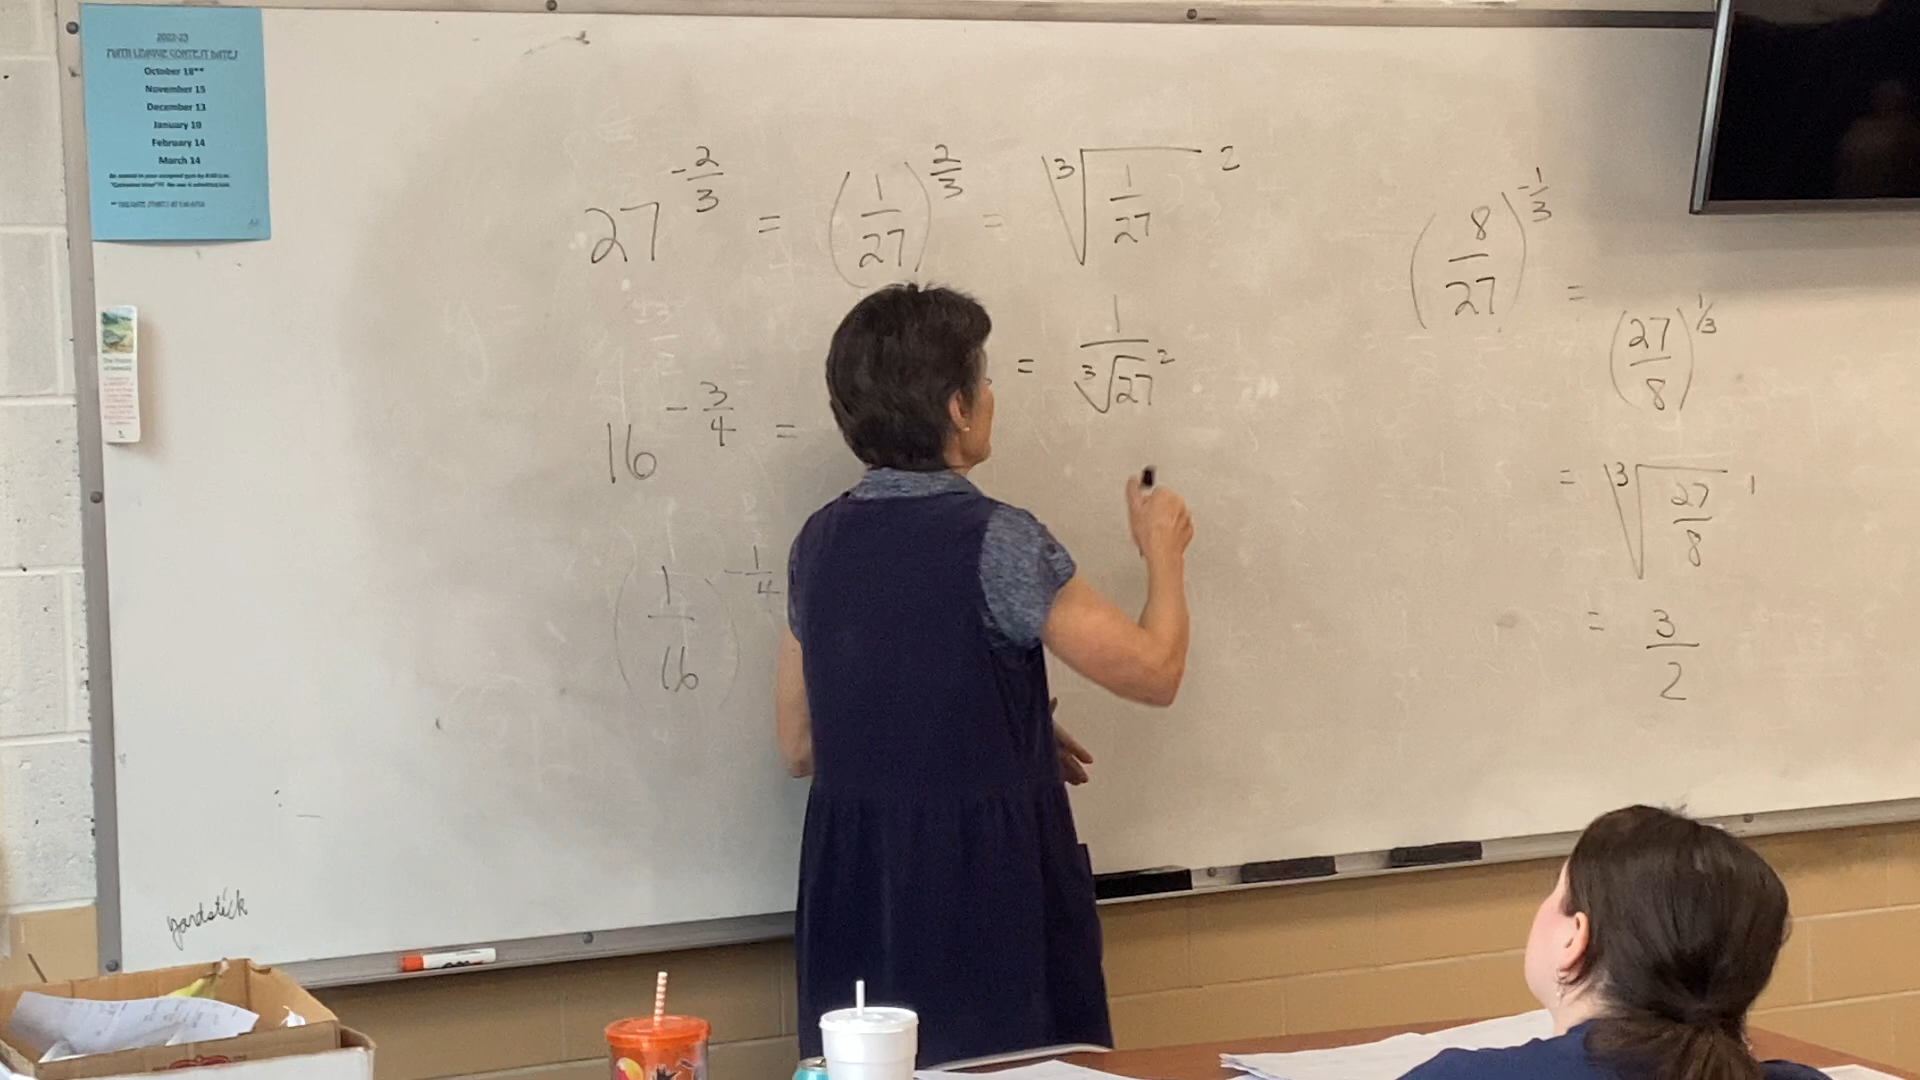 2022-23
MATH LEAGUE CONTEST DATES
October 18**
November 15
December 13
January 10
February 14
March 14
27^{-2/3} = (1/27)^{2/3} = ∛(1/27) ²
= 1/∛27²
16^{-3/4} =
(1/16)^{-1/4}
(8/27)^{-1/3} =
(27/8)^{1/3}
= ∛(27/8) ¹
= 3/2
yardstick